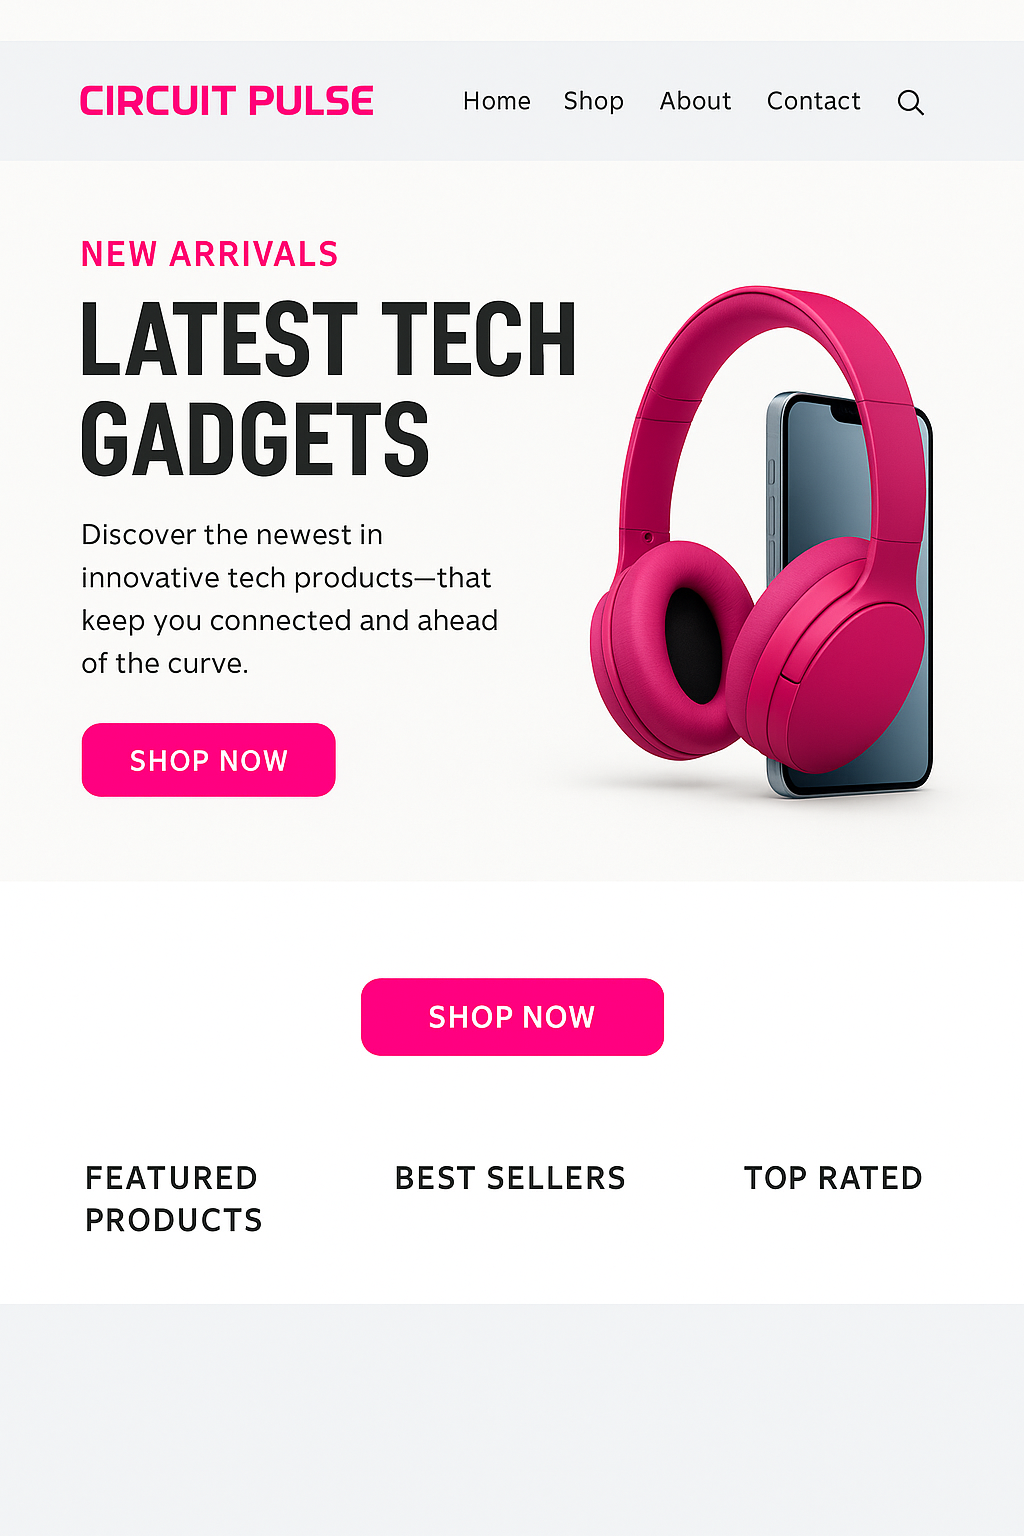 CIRCUIT PULSE
Home Shop About Contact
NEW ARRIVALS
LATEST TECH
GADGETS
Discover the newest in
innovative tech products—that
keep you connected and ahead
of the curve.
SHOP NOW
SHOP NOW
FEATURED
PRODUCTS
BEST SELLERS
TOP RATED